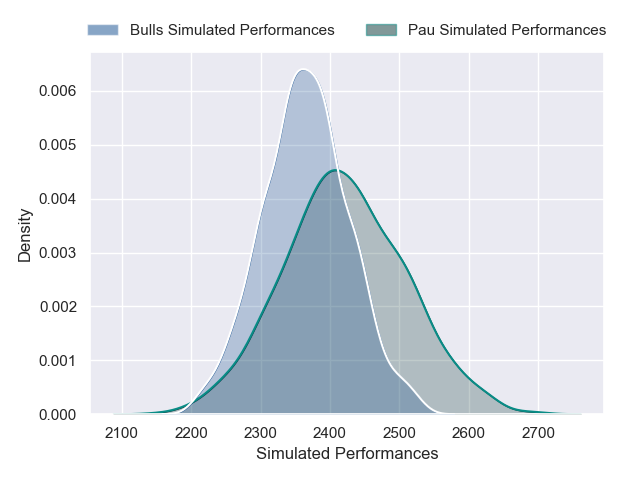 Bulls Simulated Performances
Pau Simulated Performances
0.006
0.005
0.004
0.003
0.002
0.001
0.000
Density
2100 2200 2300 2400 2500 2600 2700
Simulated Performances